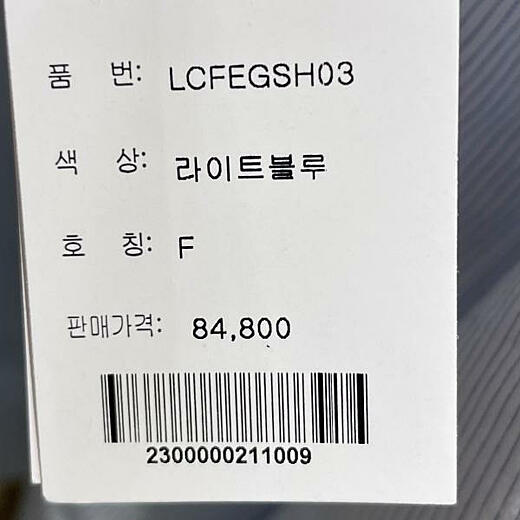 품 번: LCFEGSH03
색 상: 라이트블루
호 칭: F
판매가격: 84,800
2300000211009